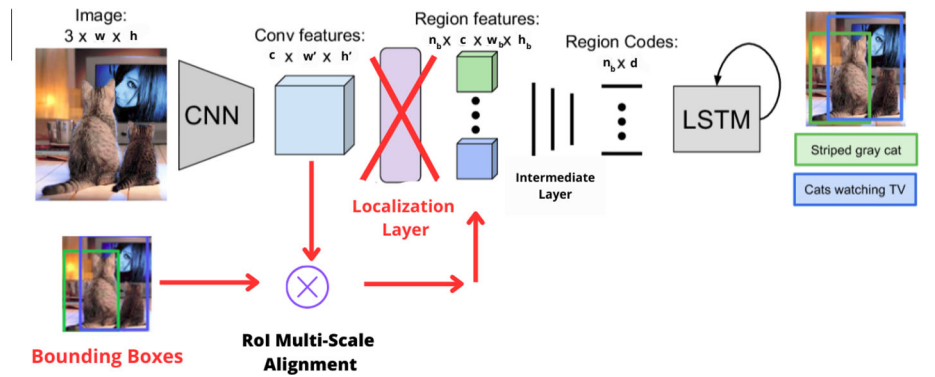 Image:
3 x w x h
CNN
Conv features:
c x w' x h'
Localization
Layer
Region features:
n_b x c x w_b x h_b
Intermediate
Layer
Region Codes:
n_b x d
LSTM
Striped gray cat
Cats watching TV
Bounding Boxes
RoI Multi-Scale
Alignment